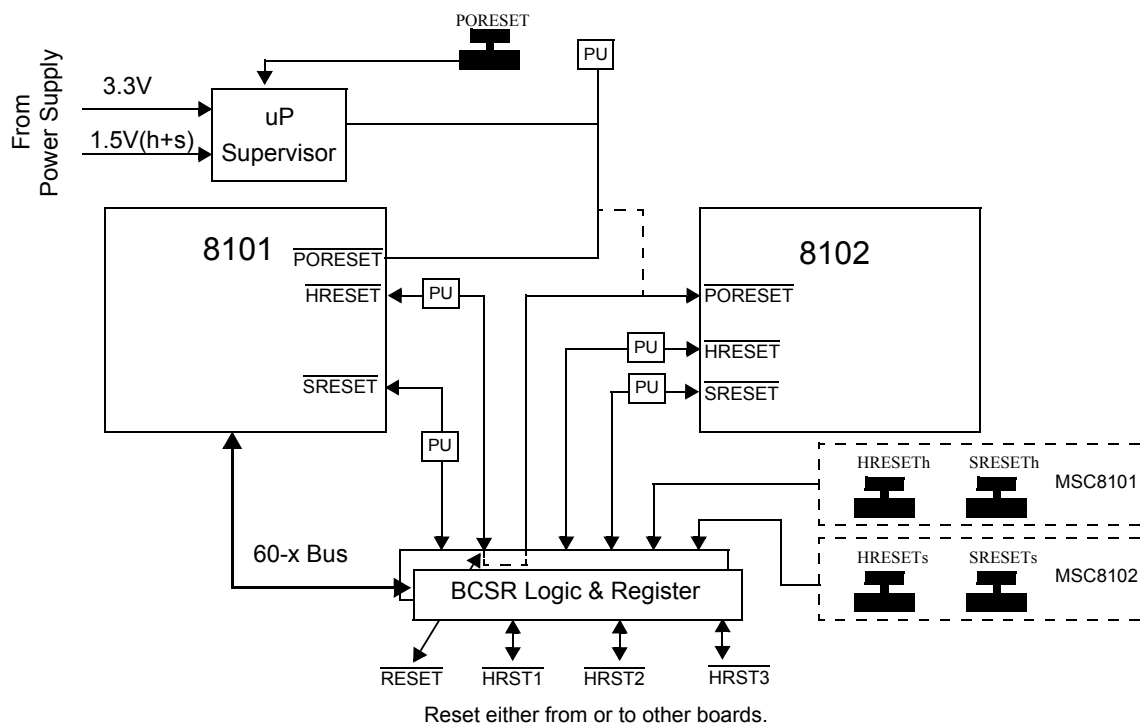 PORESET
PU
From
Power Supply
3.3V
1.5V(h+s)
uP
Supervisor
8101
PORESET
HRESET
SRESET
PU
PU
8102
PORESET
HRESET
SRESET
PU
PU
HRESETh
SRESETh
MSC8101
HRESETs
SRESETs
MSC8102
60-x Bus
BCSR Logic & Register
RESET
HRST1
HRST2
HRST3
Reset either from or to other boards.